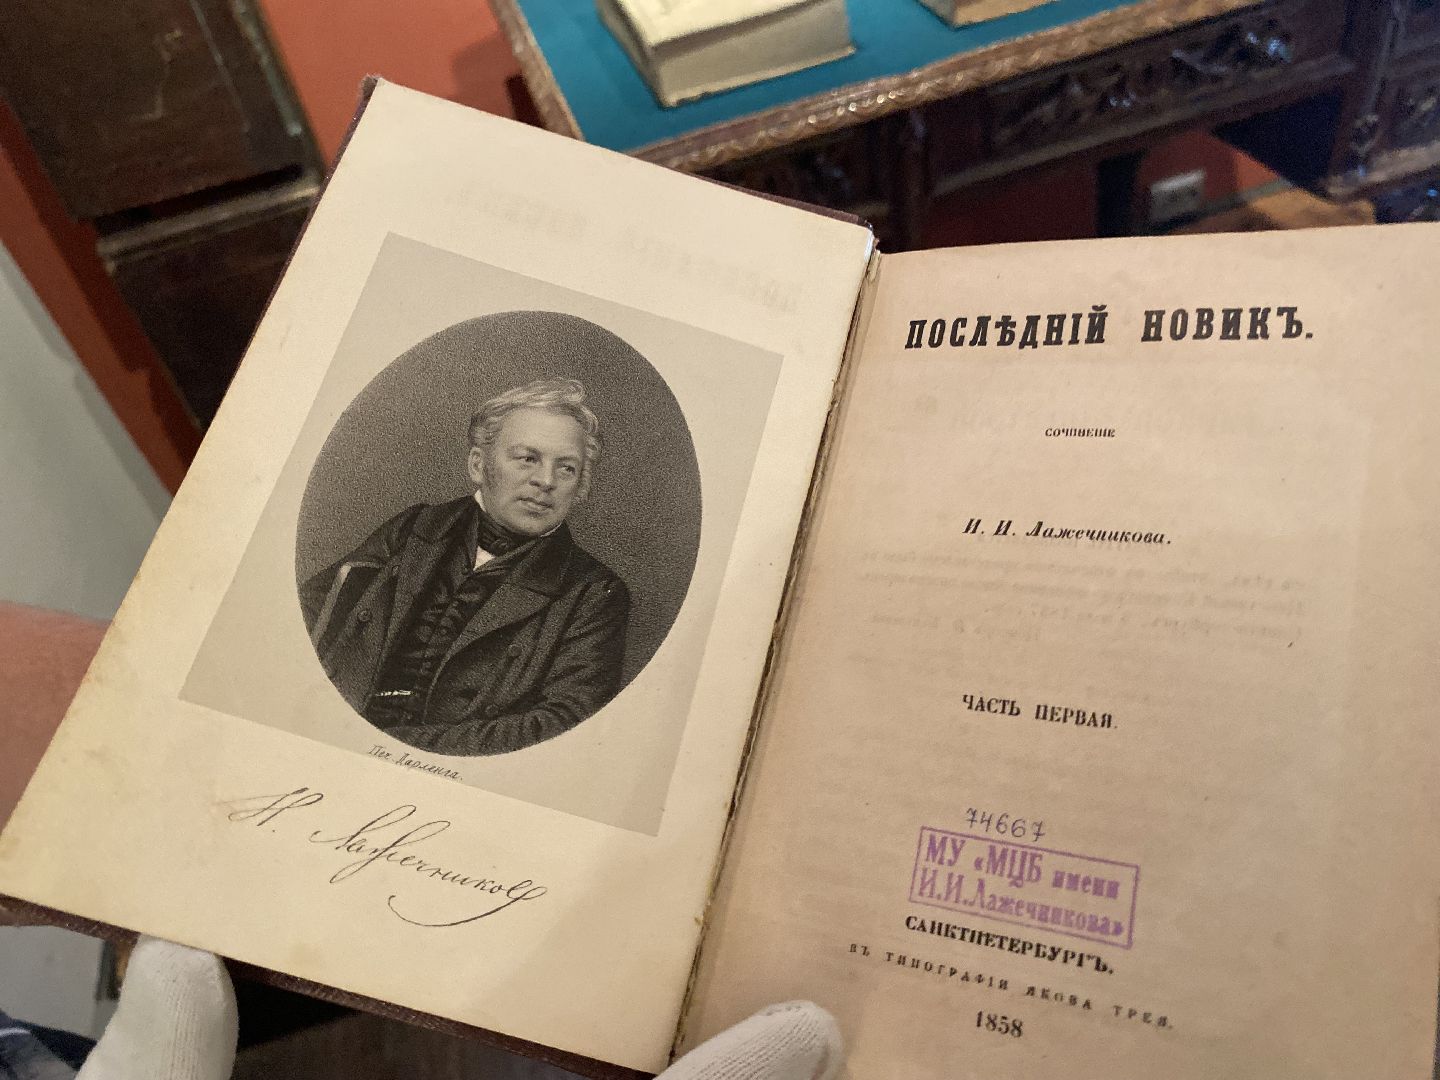 Печ. Дарленга.
И. Лажечников
ПОСЛѢДНІЙ НОВИКЪ.
СОЧИНЕНІЕ
И. И. Лажечникова.
ЧАСТЬ ПЕРВАЯ.
74667
МУ «МЦБ имени
И.И.Лажечникова»
САНКТПЕТЕРБУРГЪ.
ВЪ ТИПОГРАФІИ ЯКОВА ТРЕЯ.
1858